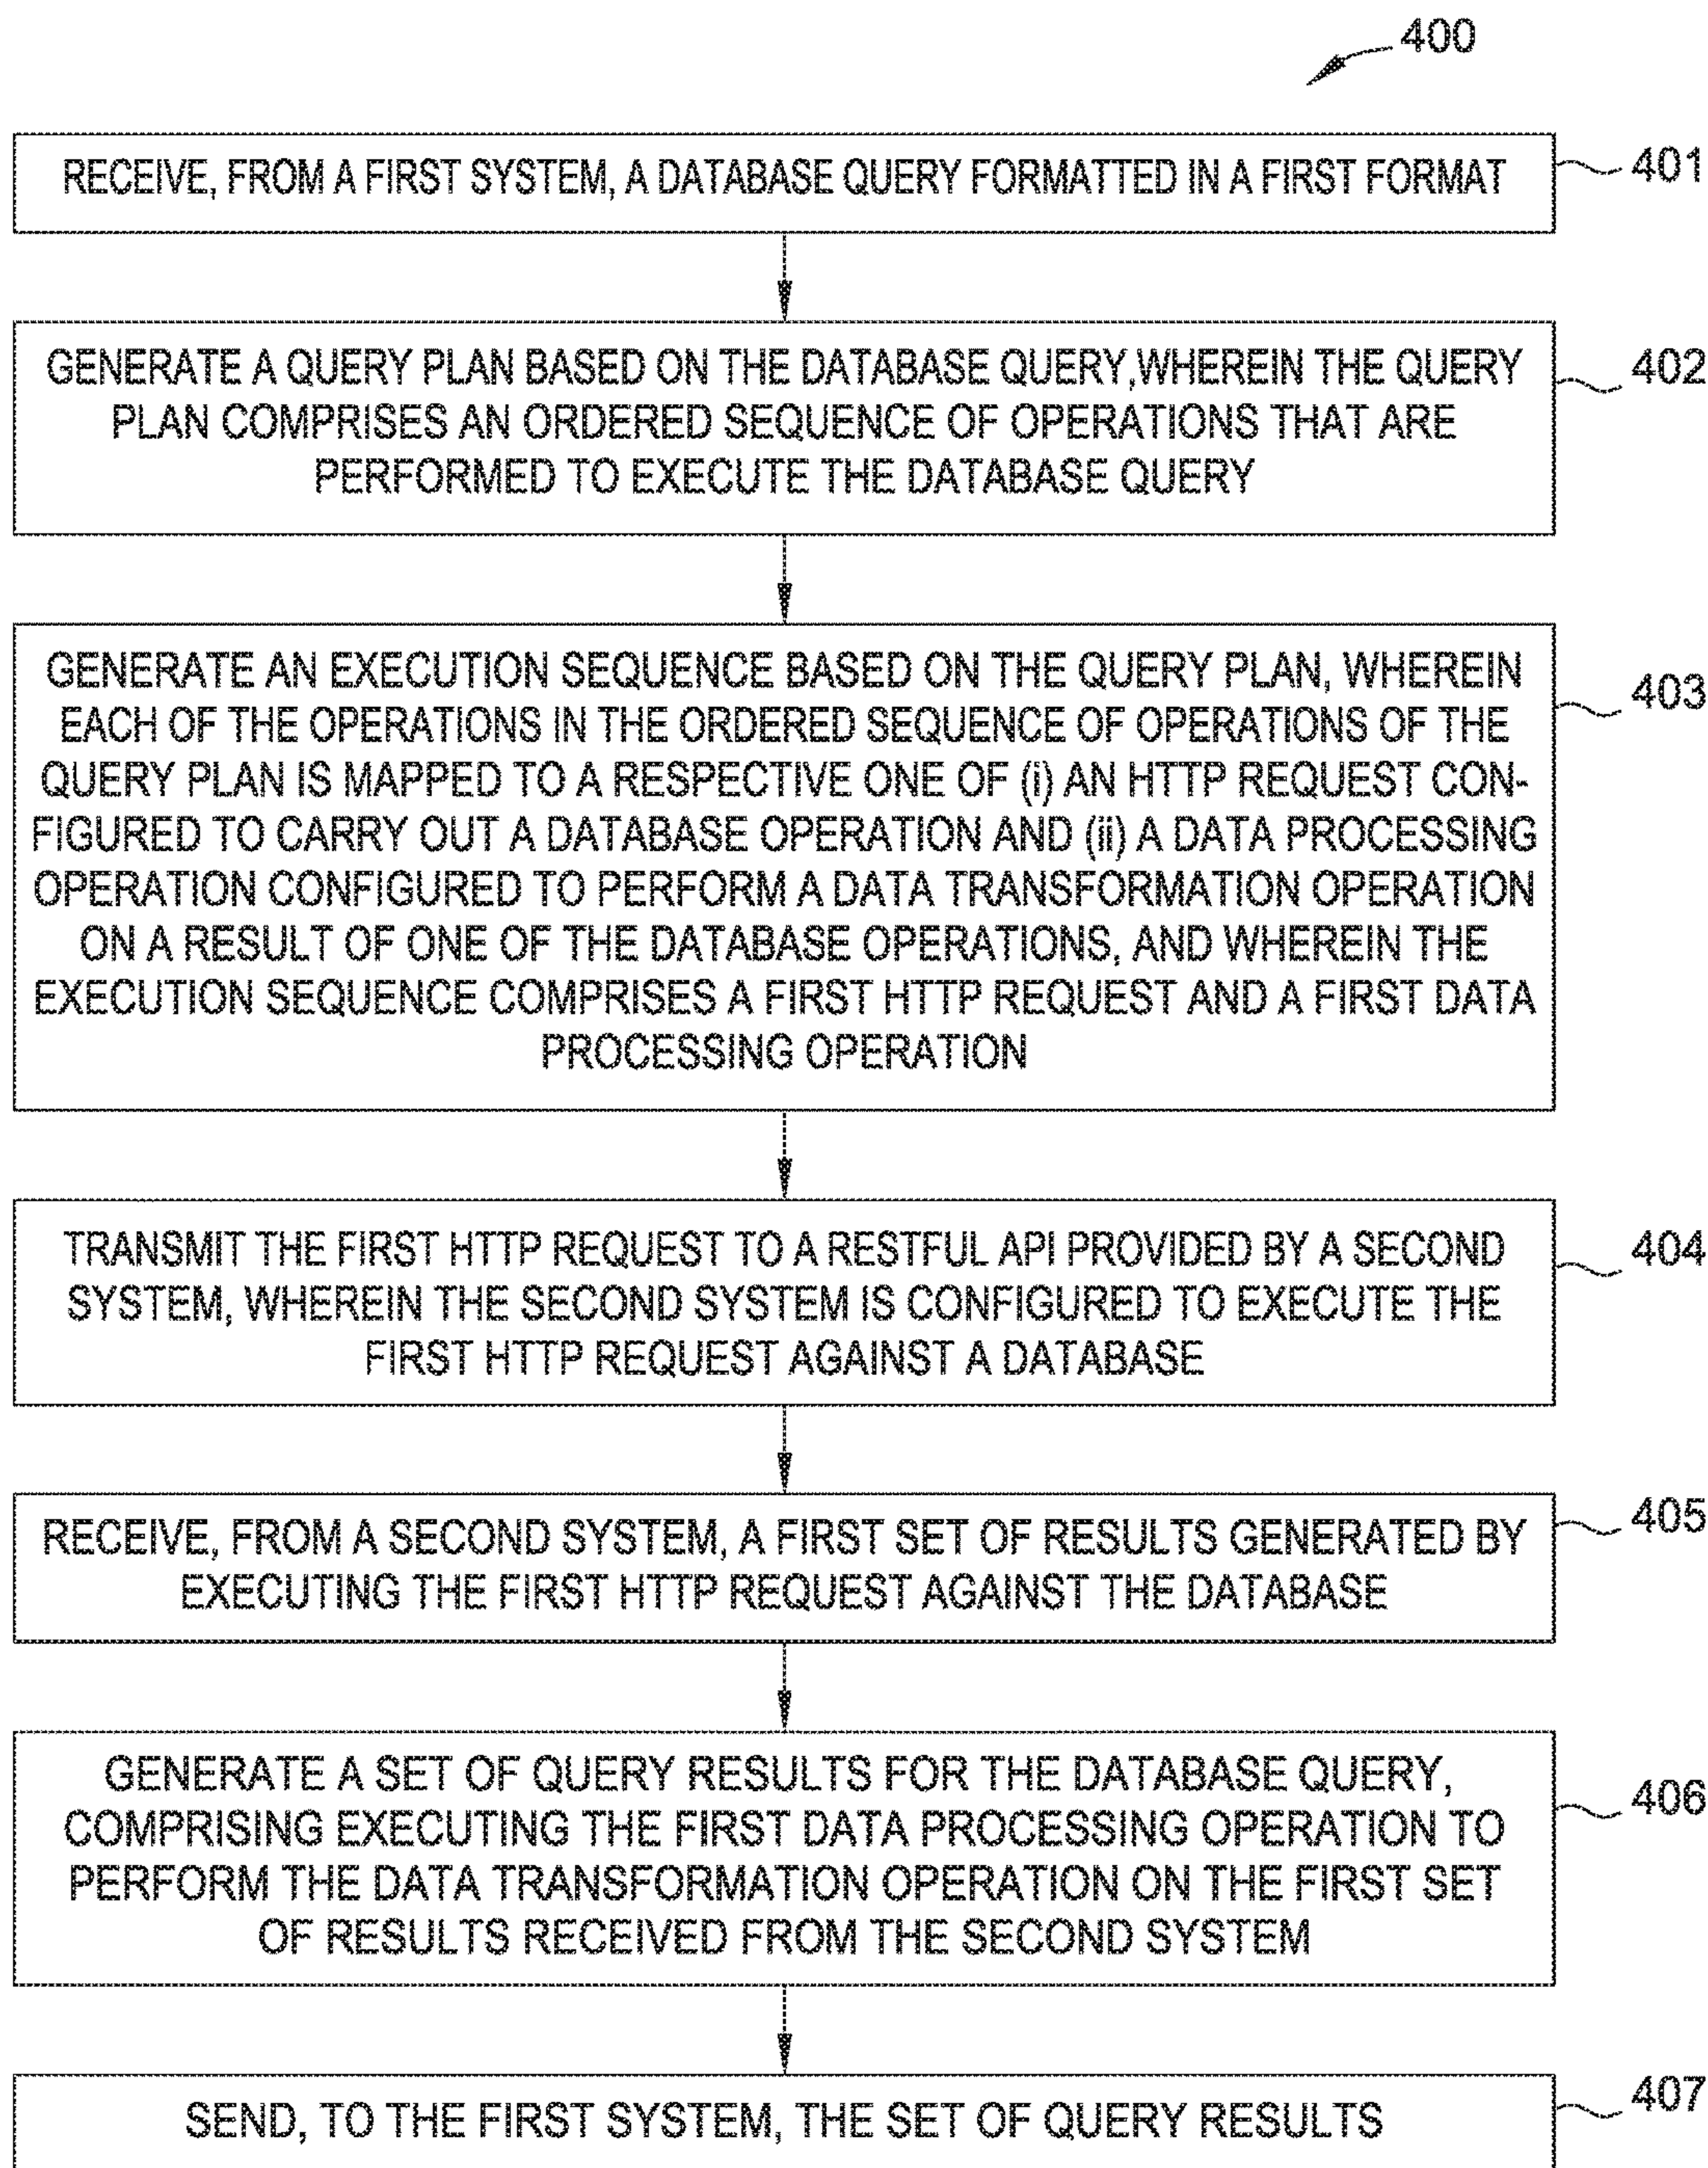 400
RECEIVE, FROM A FIRST SYSTEM, A DATABASE QUERY FORMATTED IN A FIRST FORMAT
401
GENERATE A QUERY PLAN BASED ON THE DATABASE QUERY,WHEREIN THE QUERY
PLAN COMPRISES AN ORDERED SEQUENCE OF OPERATIONS THAT ARE
PERFORMED TO EXECUTE THE DATABASE QUERY
402
GENERATE AN EXECUTION SEQUENCE BASED ON THE QUERY PLAN, WHEREIN
EACH OF THE OPERATIONS IN THE ORDERED SEQUENCE OF OPERATIONS OF THE
QUERY PLAN IS MAPPED TO A RESPECTIVE ONE OF (i) AN HTTP REQUEST CON-
FIGURED TO CARRY OUT A DATABASE OPERATION AND (ii) A DATA PROCESSING
OPERATION CONFIGURED TO PERFORM A DATA TRANSFORMATION OPERATION
ON A RESULT OF ONE OF THE DATABASE OPERATIONS, AND WHEREIN THE
EXECUTION SEQUENCE COMPRISES A FIRST HTTP REQUEST AND A FIRST DATA
PROCESSING OPERATION
403
TRANSMIT THE FIRST HTTP REQUEST TO A RESTFUL API PROVIDED BY A SECOND
SYSTEM, WHEREIN THE SECOND SYSTEM IS CONFIGURED TO EXECUTE THE
FIRST HTTP REQUEST AGAINST A DATABASE
404
RECEIVE, FROM A SECOND SYSTEM, A FIRST SET OF RESULTS GENERATED BY
EXECUTING THE FIRST HTTP REQUEST AGAINST THE DATABASE
405
GENERATE A SET OF QUERY RESULTS FOR THE DATABASE QUERY,
COMPRISING EXECUTING THE FIRST DATA PROCESSING OPERATION TO
PERFORM THE DATA TRANSFORMATION OPERATION ON THE FIRST SET
OF RESULTS RECEIVED FROM THE SECOND SYSTEM
406
SEND, TO THE FIRST SYSTEM, THE SET OF QUERY RESULTS
407